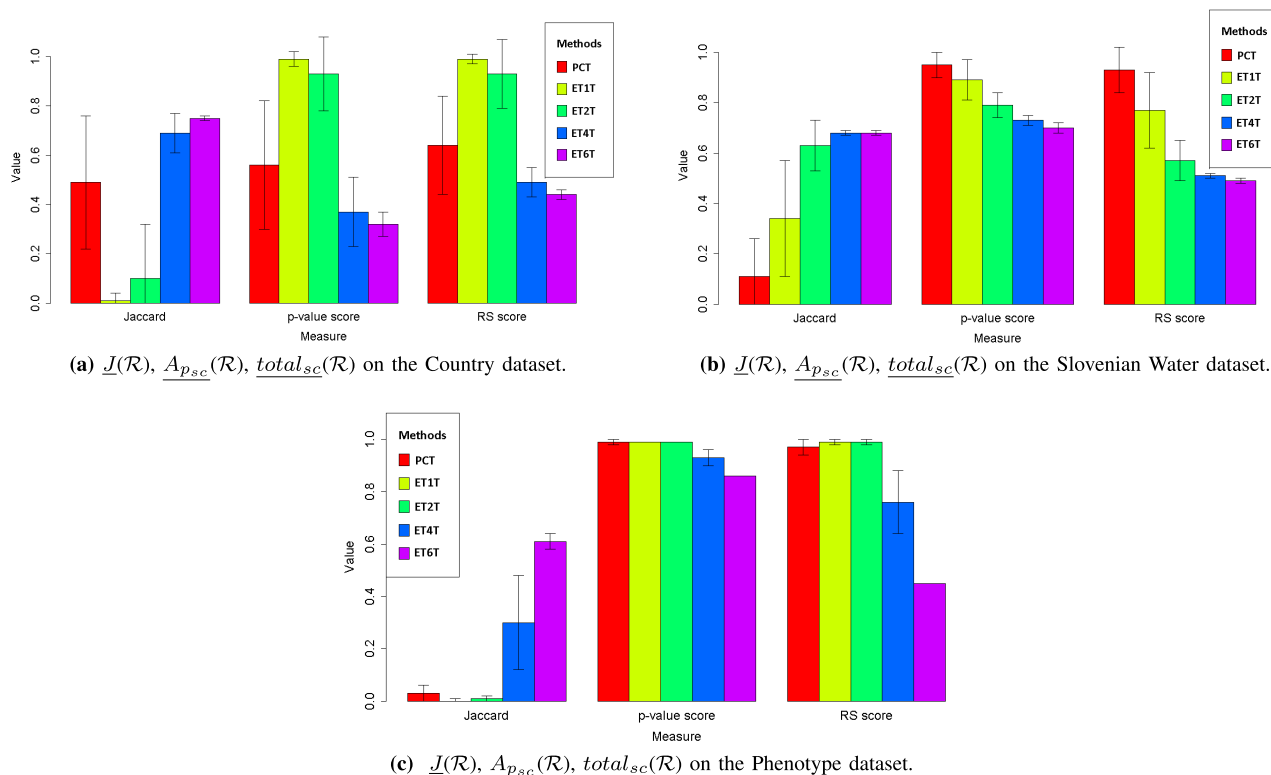 Methods
PCT
ET1T
ET2T
ET4T
ET6T
Value
1.0
0.8
0.6
0.4
0.2
0.0
Jaccard
p-value score
RS score
Measure
(a) J(R), A_{p_{sc}}(R), total_{sc}(R) on the Country dataset.
Methods
PCT
ET1T
ET2T
ET4T
ET6T
Value
1.0
0.8
0.6
0.4
0.2
0.0
Jaccard
p-value score
RS score
Measure
(b) J(R), A_{p_{sc}}(R), total_{sc}(R) on the Slovenian Water dataset.
Methods
PCT
ET1T
ET2T
ET4T
ET6T
Value
1.0
0.8
0.6
0.4
0.2
0.0
Jaccard
p-value score
RS score
Measure
(c) J(R), A_{p_{sc}}(R), total_{sc}(R) on the Phenotype dataset.